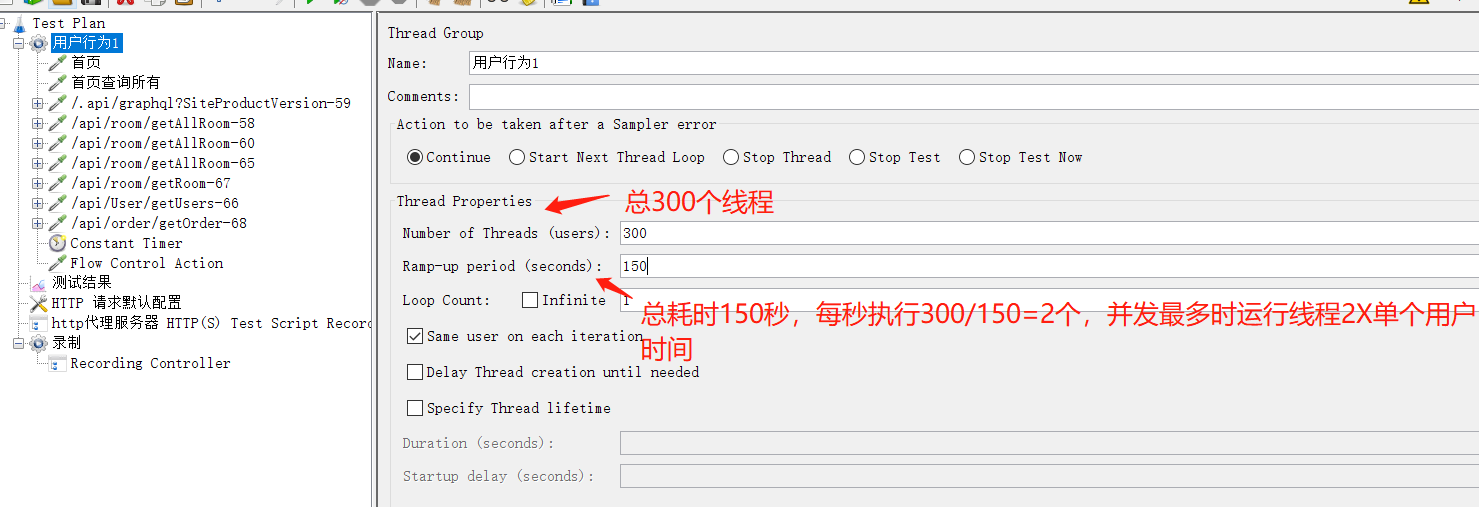 Test Plan
用户行为1
首页
首页查询所有
/.api/graphql?SiteProductVersion-59
/api/room/getAllRoom-58
/api/room/getAllRoom-60
/api/room/getAllRoom-65
/api/room/getRoom-67
/api/User/getUsers-66
/api/order/getOrder-68
Constant Timer
Flow Control Action
测试结果
HTTP 请求默认配置
http代理服务器 HTTP(S) Test Script Recor
录制
Recording Controller
Thread Group
Name: 用户行为1
Comments:
Action to be taken after a Sampler error
Continue Start Next Thread Loop Stop Thread Stop Test Stop Test Now
Thread Properties
总300个线程
Number of Threads (users): 300
Ramp-up period (seconds): 150
Loop Count: Infinite 1
总耗时150秒，每秒执行300/150=2个，并发最多时运行线程2X单个用户
时间
Same user on each iteration
Delay Thread creation until needed
Specify Thread lifetime
Duration (seconds):
Startup delay (seconds):